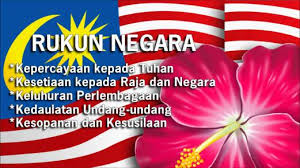 RUKUN NEGARA
*Kepercayaan kepada Tuhan
*Kesetiaan kepada Raja dan Negara
*Keluhuran Perlembagaan
*Kedaulatan Undang-undang
*Kesopanan dan Kesusilaan